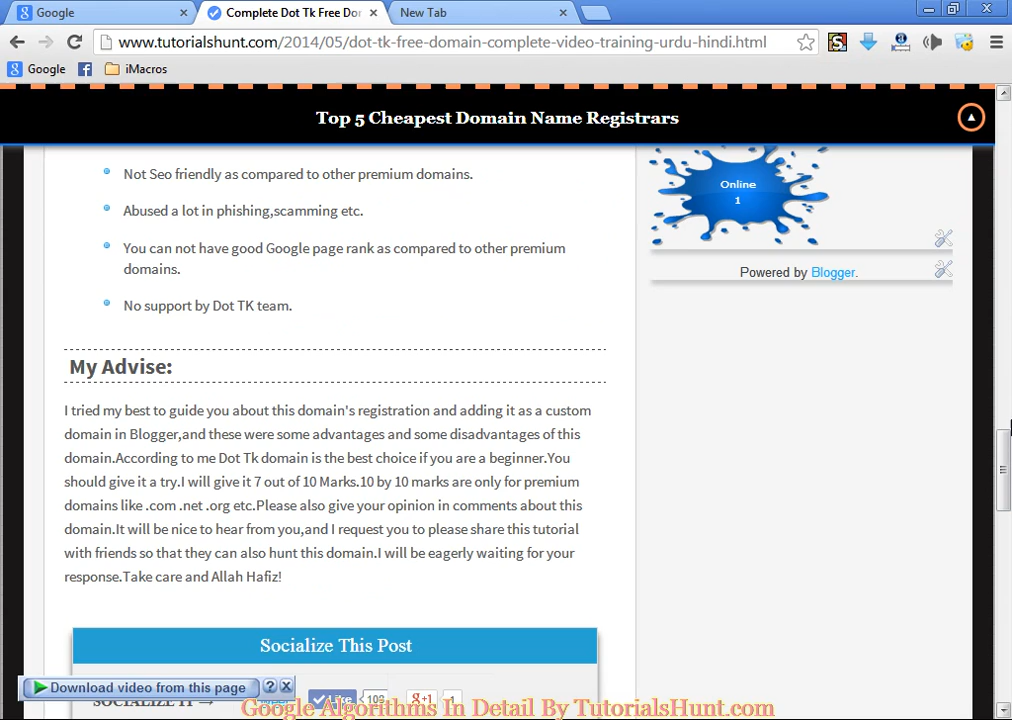 Google
Complete Dot Tk Free Dor
New Tab
www.tutorialshunt.com/2014/05/dot-tk-free-domain-complete-video-training-urdu-hindi.html
Google
iMacros
Top 5 Cheapest Domain Name Registrars
Not Seo friendly as compared to other premium domains.
Abused a lot in phishing,scamming etc.
You can not have good Google page rank as compared to other premium
domains.
No support by Dot TK team.
Online
1
Powered by Blogger.
My Advise:
I tried my best to guide you about this domain's registration and adding it as a custom
domain in Blogger,and these were some advantages and some disadvantages of this
domain.According to me Dot Tk domain is the best choice if you are a beginner.You
should give it a try.I will give it 7 out of 10 Marks.10 by 10 marks are only for premium
domains like .com .net .org etc.Please also give your opinion in comments about this
domain.It will be nice to hear from you,and I request you to please share this tutorial
with friends so that they can also hunt this domain.I will be eagerly waiting for your
response.Take care and Allah Hafiz!
Socialize This Post
Download video from this page
SOCIALIZE IT →
Like
+1
1
Google Algorithms In Detail By TutorialsHunt.com